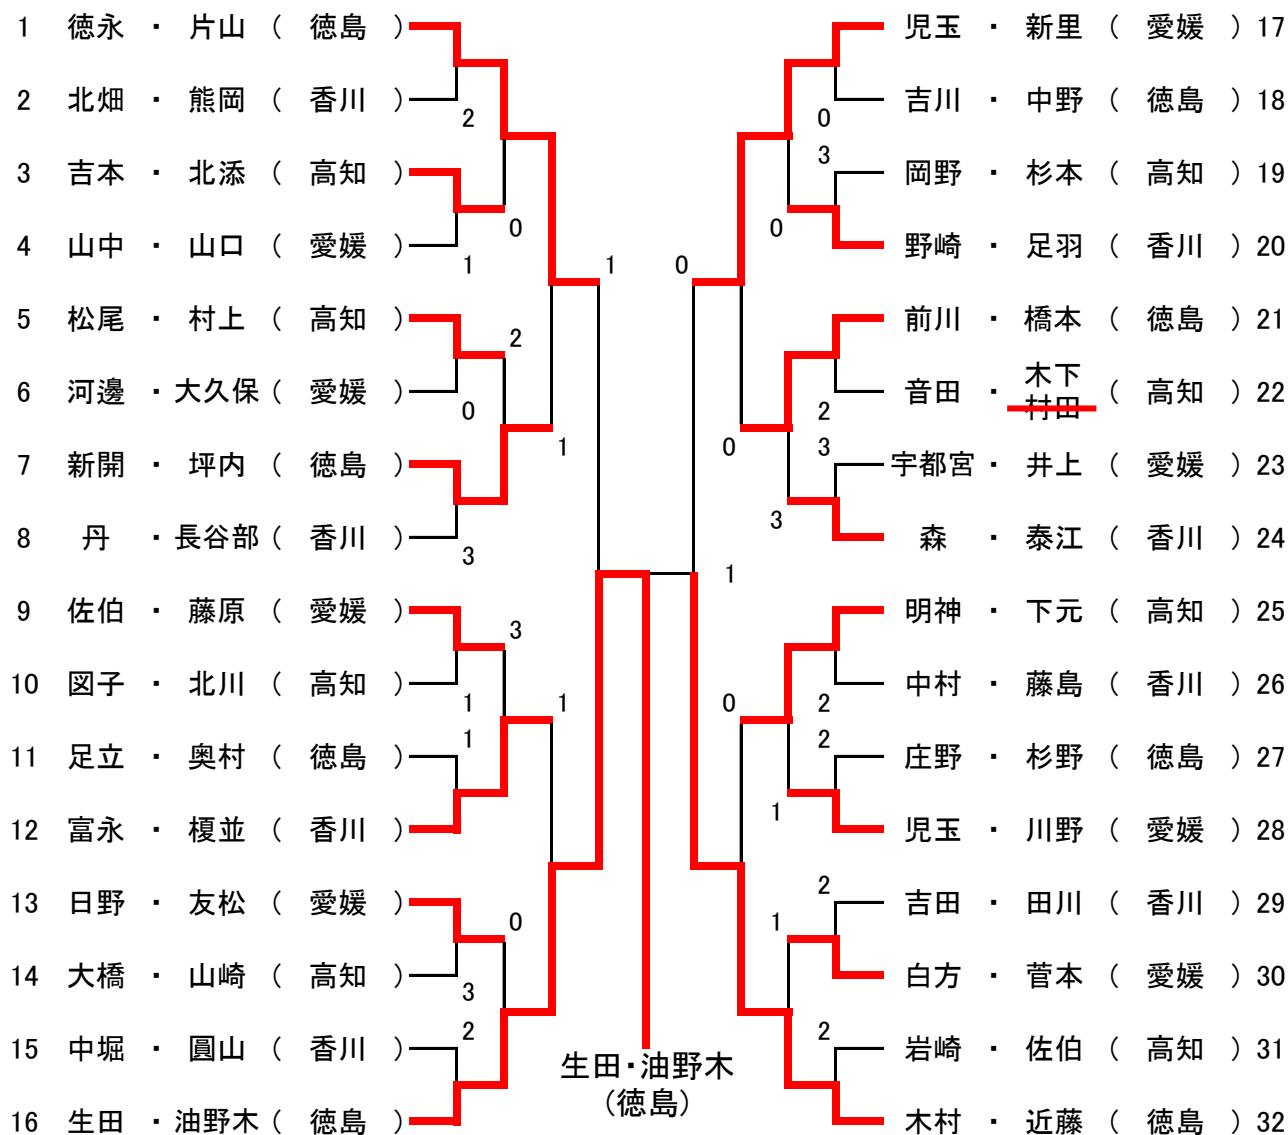 1 徳永 ・ 片山 ( 徳島 )
2 北畑 ・ 熊岡 ( 香川 )
2
3 吉本 ・ 北添 ( 高知 )
0
4 山中 ・ 山口 ( 愛媛 )
1
1
5 松尾 ・ 村上 ( 高知 )
2
6 河邊 ・ 大久保 ( 愛媛 )
0
1
7 新開 ・ 坪内 ( 徳島 )
8 丹 ・ 長谷部 ( 香川 )
3
9 佐伯 ・ 藤原 ( 愛媛 )
3
10 図子 ・ 北川 ( 高知 )
1
1
1
11 足立 ・ 奥村 ( 徳島 )
12 富永 ・ 榎並 ( 香川 )
13 日野 ・ 友松 ( 愛媛 )
0
14 大橋 ・ 山崎 ( 高知 )
3
2
15 中堀 ・ 圓山 ( 香川 )
16 生田 ・ 油野木 ( 徳島 )
生田・油野木
(徳島)
児玉 ・ 新里 ( 愛媛 ) 17
吉川 ・ 中野 ( 徳島 ) 18
0
3
岡野 ・ 杉本 ( 高知 ) 19
0
野崎 ・ 足羽 ( 香川 ) 20
0
前川 ・ 橋本 ( 徳島 ) 21
木下
音田 ・ 村田 ( 高知 ) 22
2
0
3
宇都宮 ・ 井上 ( 愛媛 ) 23
3
森 ・ 泰江 ( 香川 ) 24
1
明神 ・ 下元 ( 高知 ) 25
中村 ・ 藤島 ( 香川 ) 26
0
2
2
庄野 ・ 杉野 ( 徳島 ) 27
1
児玉 ・ 川野 ( 愛媛 ) 28
2
吉田 ・ 田川 ( 香川 ) 29
1
白方 ・ 菅本 ( 愛媛 ) 30
2
岩崎 ・ 佐伯 ( 高知 ) 31
木村 ・ 近藤 ( 徳島 ) 32